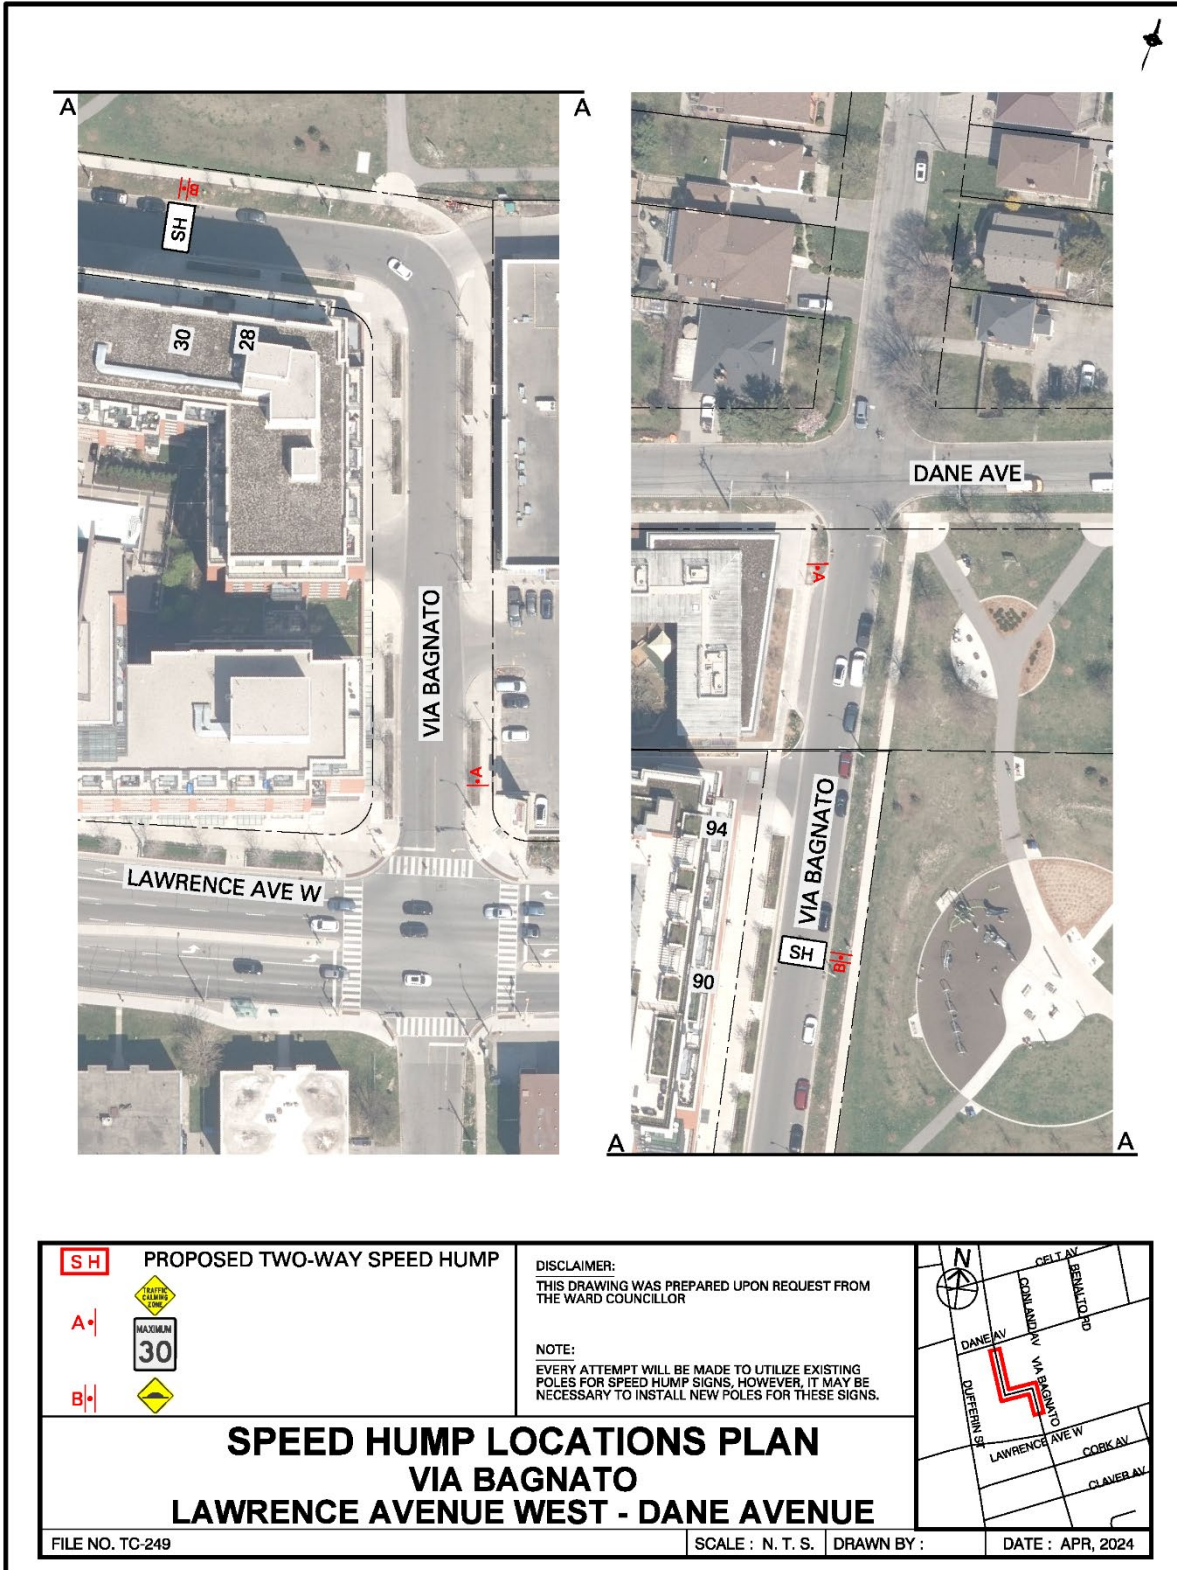 A
A
B
SH
30
28
VIA BAGNATO
A
LAWRENCE AVE W
DANE AVE
A
VIA BAGNATO
94
SH
B
90
A
A
SH
PROPOSED TWO-WAY SPEED HUMP
TRAFFIC
CALMING
ZONE
A
MAXIMUM
30
B
DISCLAIMER:
THIS DRAWING WAS PREPARED UPON REQUEST FROM
THE WARD COUNCILLOR
NOTE:
EVERY ATTEMPT WILL BE MADE TO UTILIZE EXISTING
POLES FOR SPEED HUMP SIGNS, HOWEVER, IT MAY BE
NECESSARY TO INSTALL NEW POLES FOR THESE SIGNS.
N
CELT AV
CONLAND AV
BENALTO RD
DANE AV
VIA BAGNATO
DUFFERIN ST
LAWRENCE AVE W
CORK AV
CLAVER AV
SPEED HUMP LOCATIONS PLAN
VIA BAGNATO
LAWRENCE AVENUE WEST - DANE AVENUE
FILE NO. TC-249
SCALE : N. T. S.
DRAWN BY :
DATE : APR, 2024